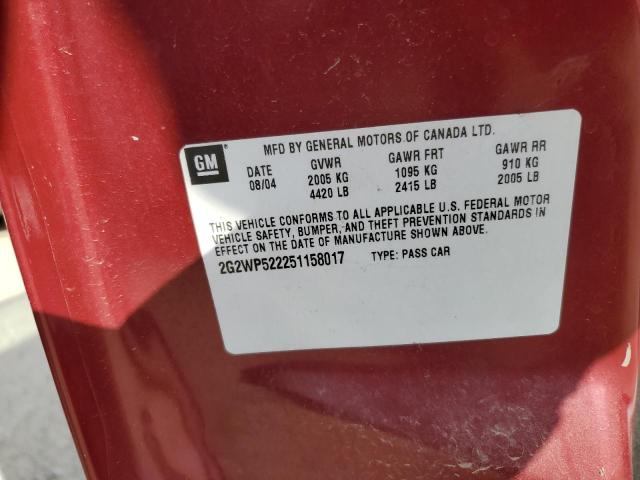 MFD BY GENERAL MOTORS OF CANADA LTD.
GM
DATE GVWR GAWR FRT GAWR RR
08/04 2005 KG 1095 KG 910 KG
4420 LB 2415 LB 2005 LB
THIS VEHICLE CONFORMS TO ALL APPLICABLE U.S. FEDERAL MOTOR
VEHICLE SAFETY, BUMPER, AND THEFT PREVENTION STANDARDS IN
EFFECT ON THE DATE OF MANUFACTURE SHOWN ABOVE.
2G2WP522251158017 TYPE: PASS CAR